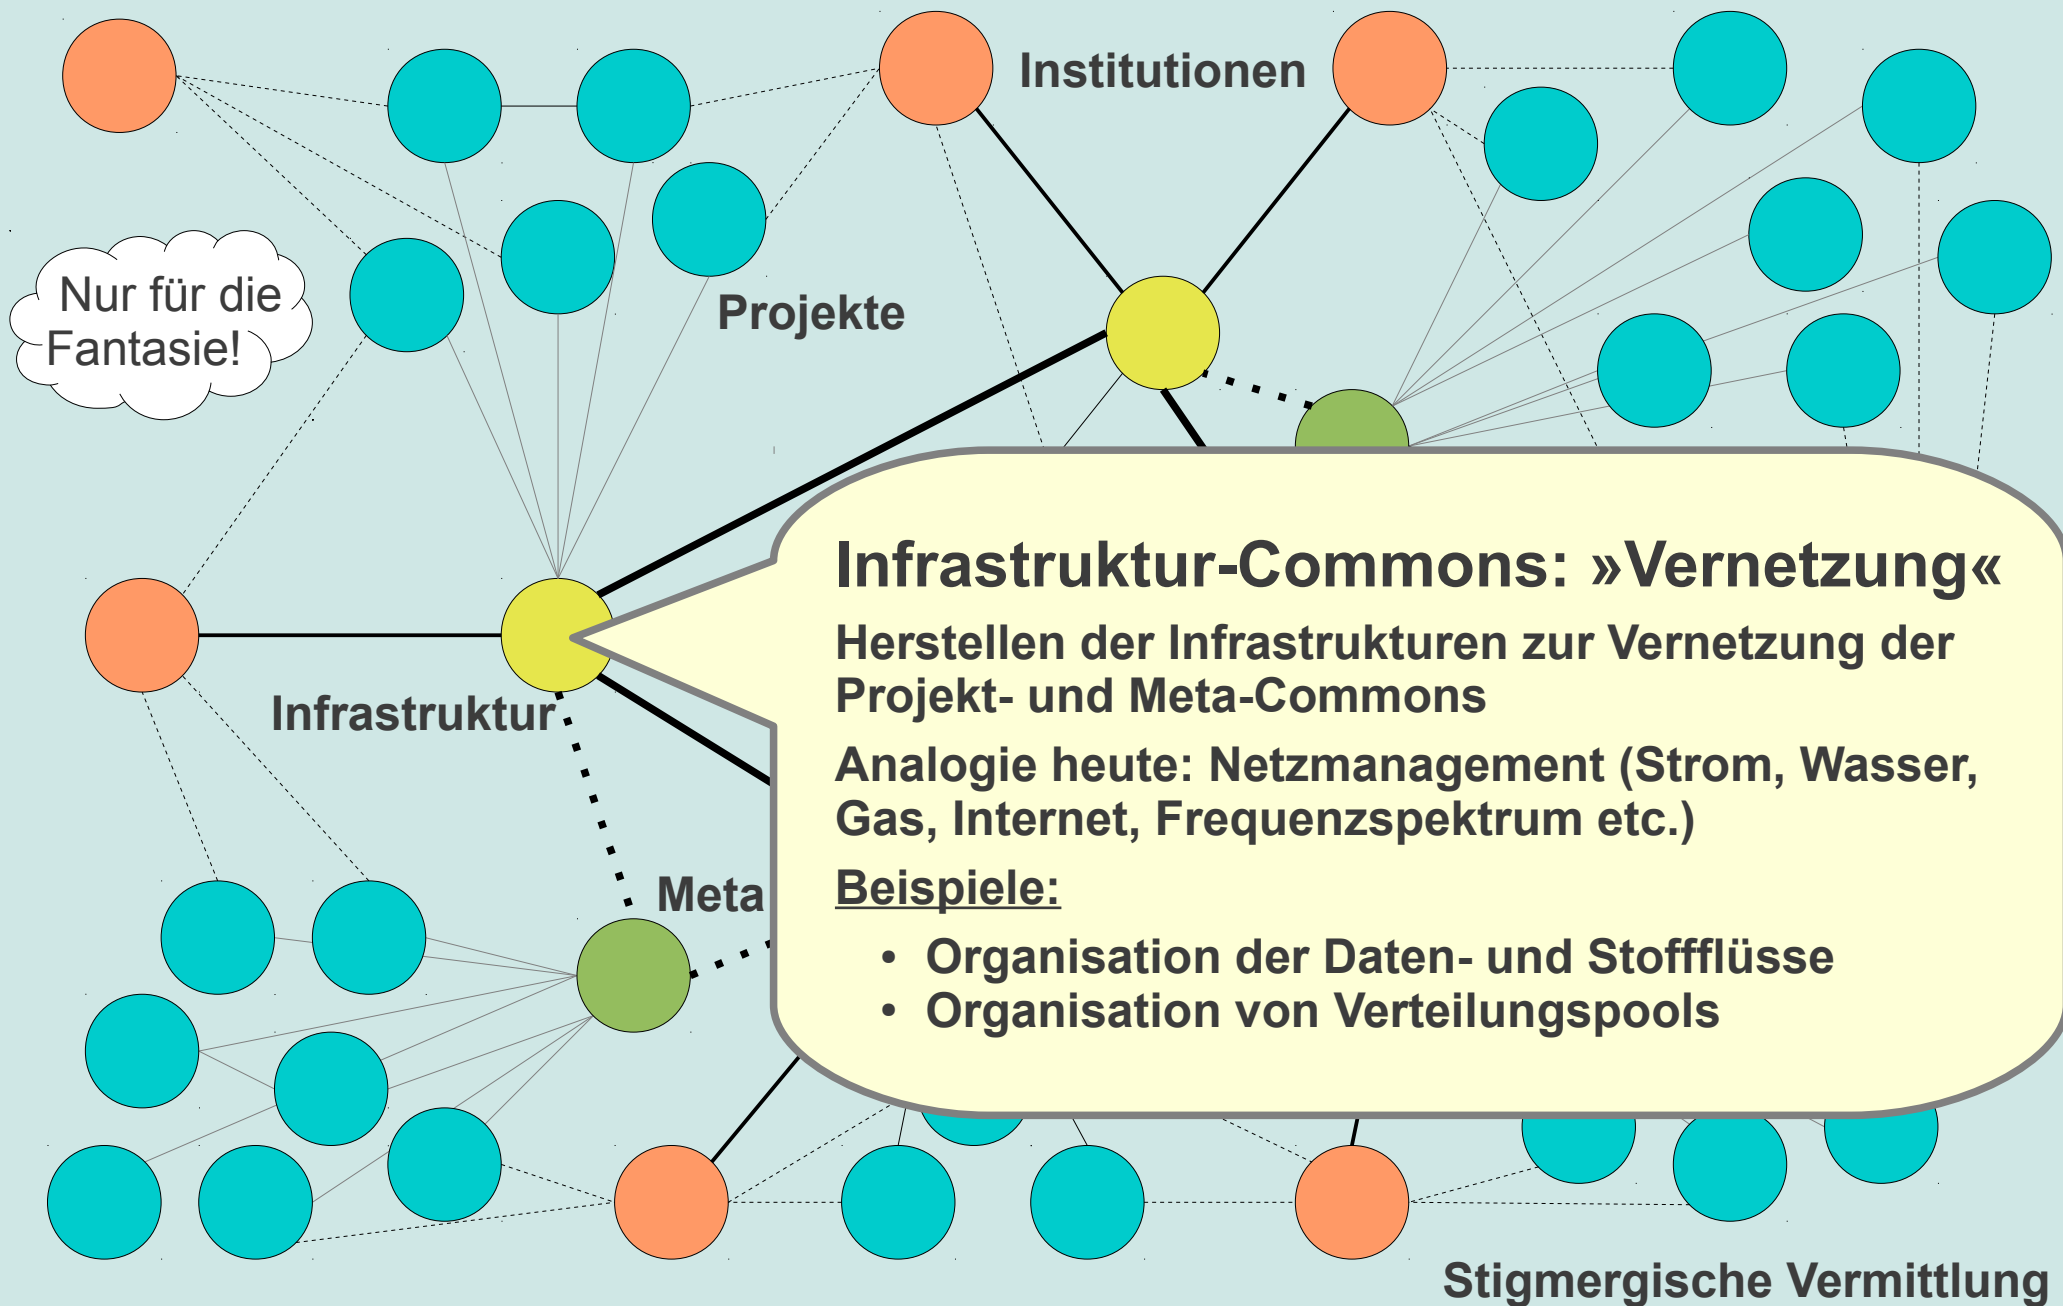 Institutionen
Nur für die
Fantasie!
Projekte
Infrastruktur-Commons: »Vernetzung«
Herstellen der Infrastrukturen zur Vernetzung der
Projekt- und Meta-Commons
Infrastruktur
Analogie heute: Netzmanagement (Strom, Wasser,
Gas, Internet, Frequenzspektrum etc.)
Meta
Beispiele:
• Organisation der Daten- und Stoffflüsse
• Organisation von Verteilungspools
Stigmergische Vermittlung